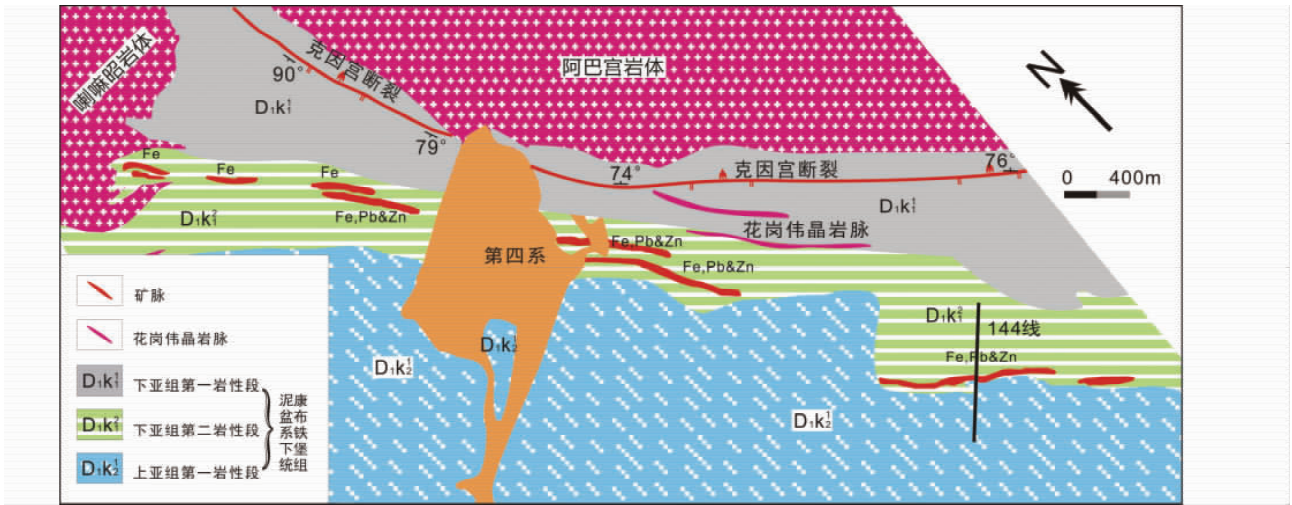 喇嘛昭岩体
克因宫断裂
阿巴宫岩体
N
90°
D₁k₁¹
79°
74°
克因宫断裂
76°
0 400m
Fe
Fe
Fe
Fe,Pb&Zn
D₁k₁²
D₁k₁¹
花岗伟晶岩脉
第四系
Fe,Pb&Zn
Fe,Pb&Zn
D₁k₁²
144线
Fe,Pb&Zn
D₁k₂¹
D₁k₂¹
D₁k₂¹
矿脉
花岗伟晶岩脉
D₁k₁¹ 下亚组第一岩性段
D₁k₁² 下亚组第二岩性段
D₁k₂¹ 上亚组第一岩性段
泥康
盆布
系铁
下堡
统组